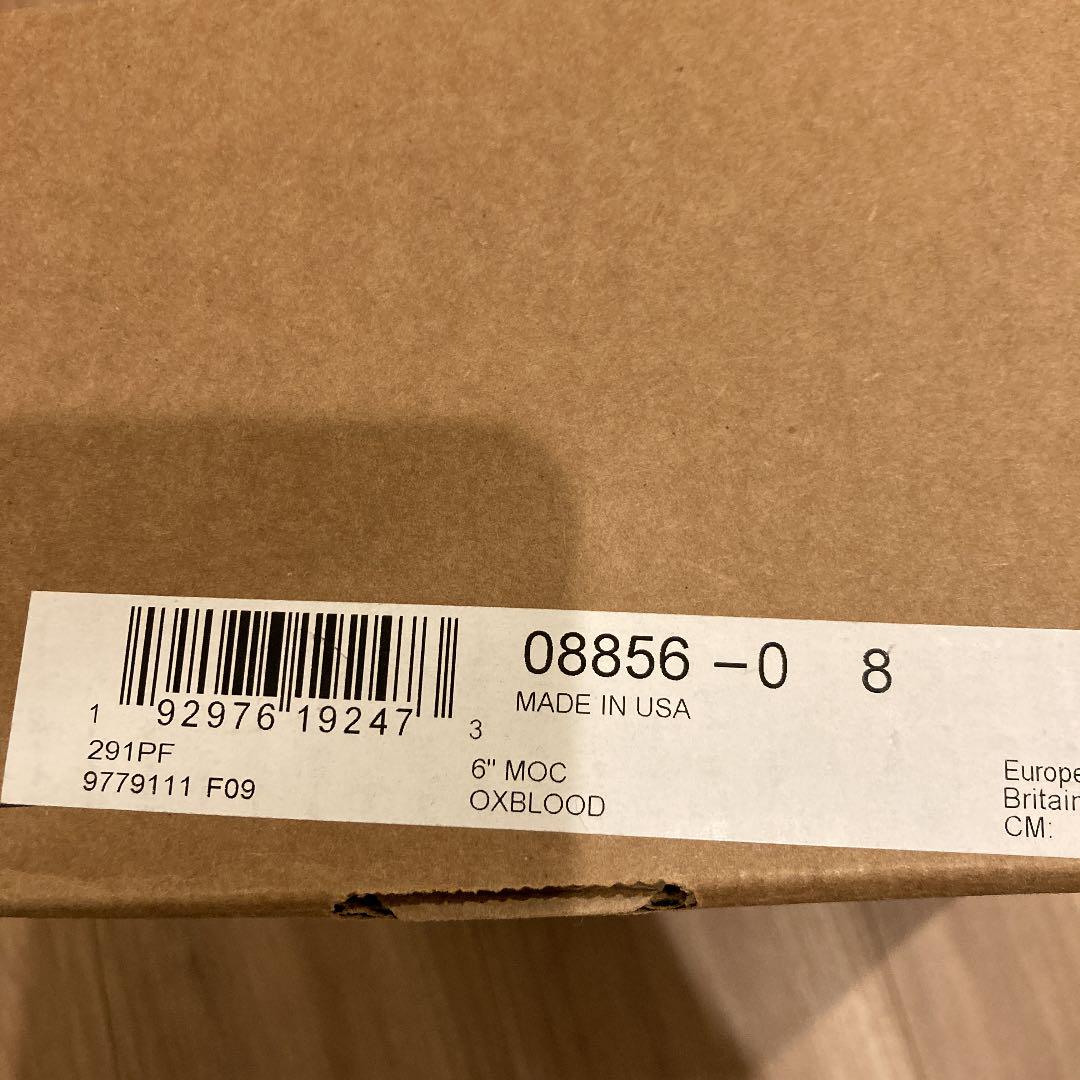 08856 -0 8
MADE IN USA
1 92976 19247 3
291PF
9779111 F09
6" MOC
OXBLOOD
Europe
Britain
CM: